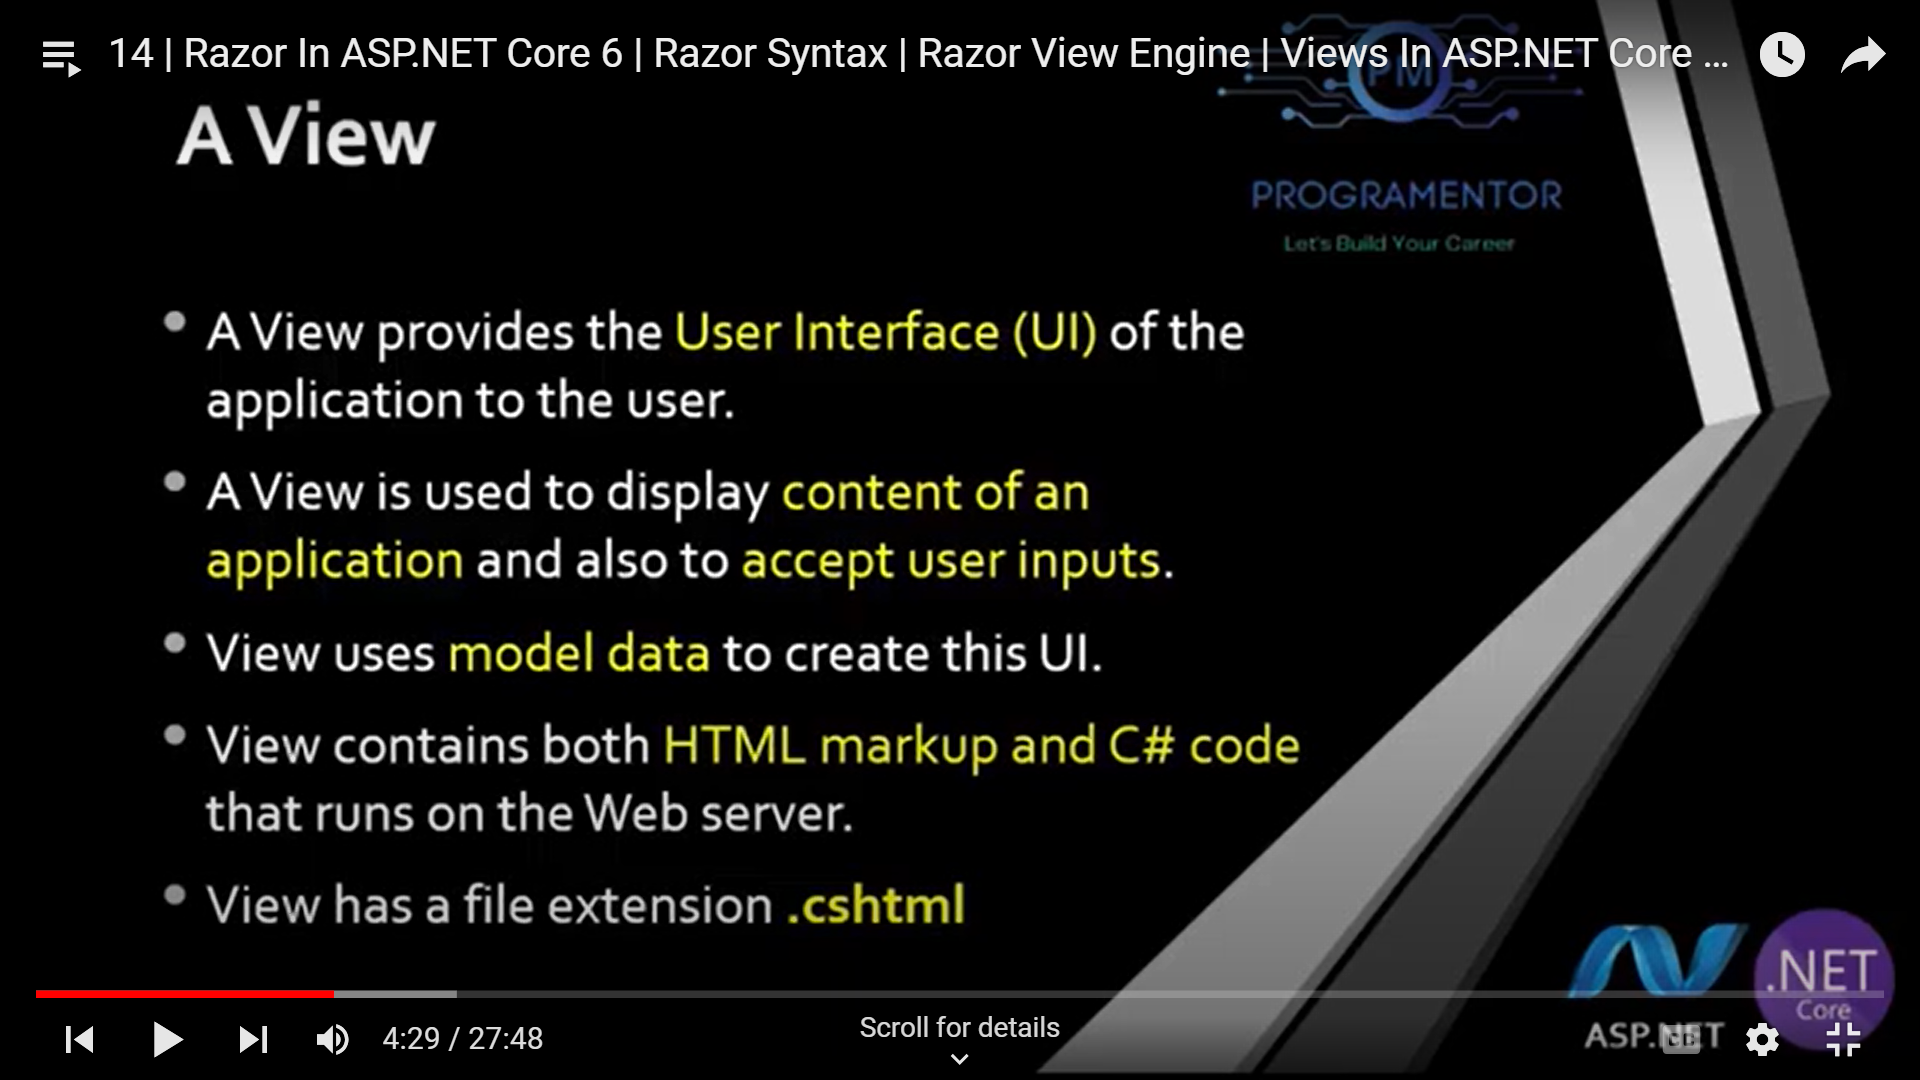 14 | Razor In ASP.NET Core 6 | Razor Syntax | Razor View Engine | Views In ASP.NET Core ...
PM
A View
PROGRAMENTOR
Let's Build Your Career
• A View provides the User Interface (UI) of the
application to the user.
• A View is used to display content of an
application and also to accept user inputs.
• View uses model data to create this UI.
• View contains both HTML markup and C# code
that runs on the Web server.
• View has a file extension .cshtml
.NET
Core
ASP.NET
4:29 / 27:48
Scroll for details
CC